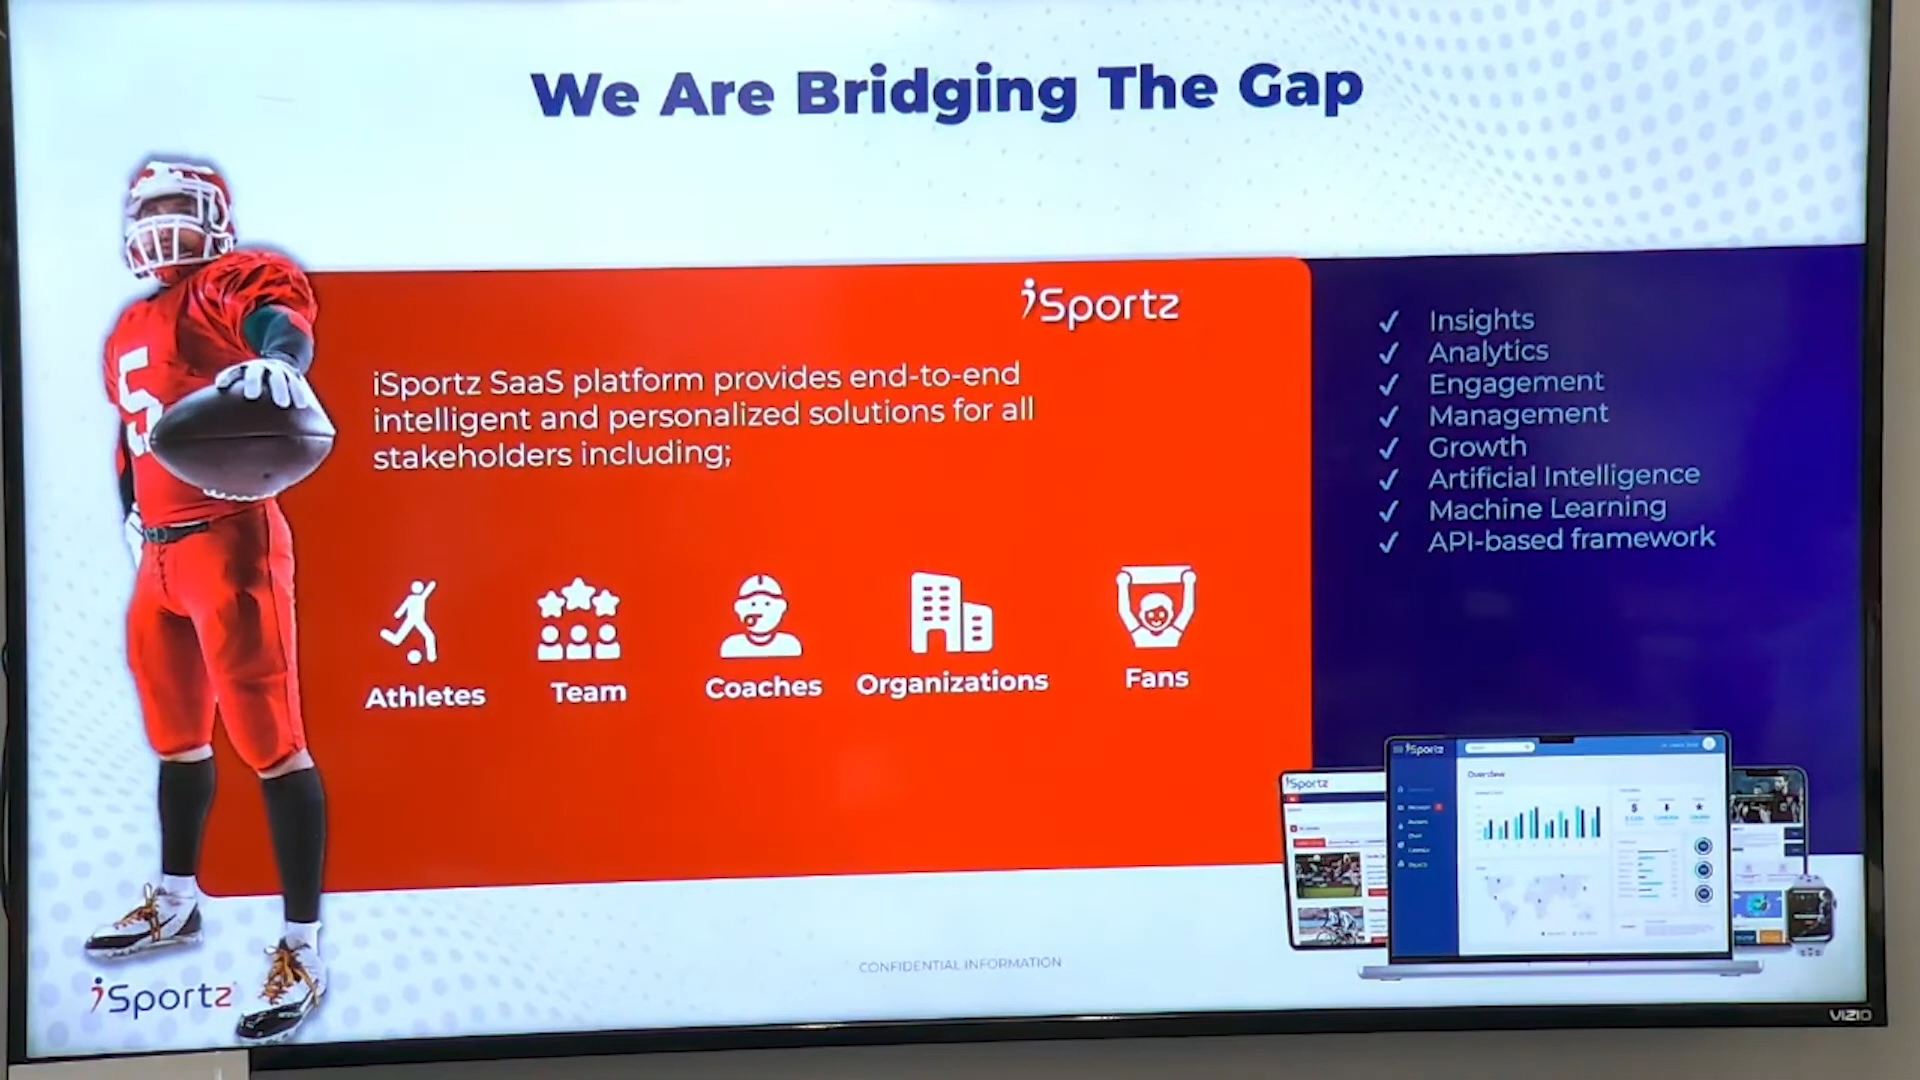 We Are Bridging The Gap
iSportz
iSportz SaaS platform provides end-to-end
intelligent and personalized solutions for all
stakeholders including;
Athletes
Team
Coaches
Organizations
Fans
✓ Insights
✓ Analytics
✓ Engagement
✓ Management
✓ Growth
✓ Artificial Intelligence
✓ Machine Learning
✓ API-based framework
5
iSportz
iSportz
Overview
CONFIDENTIAL INFORMATION
iSportz
VIZIO